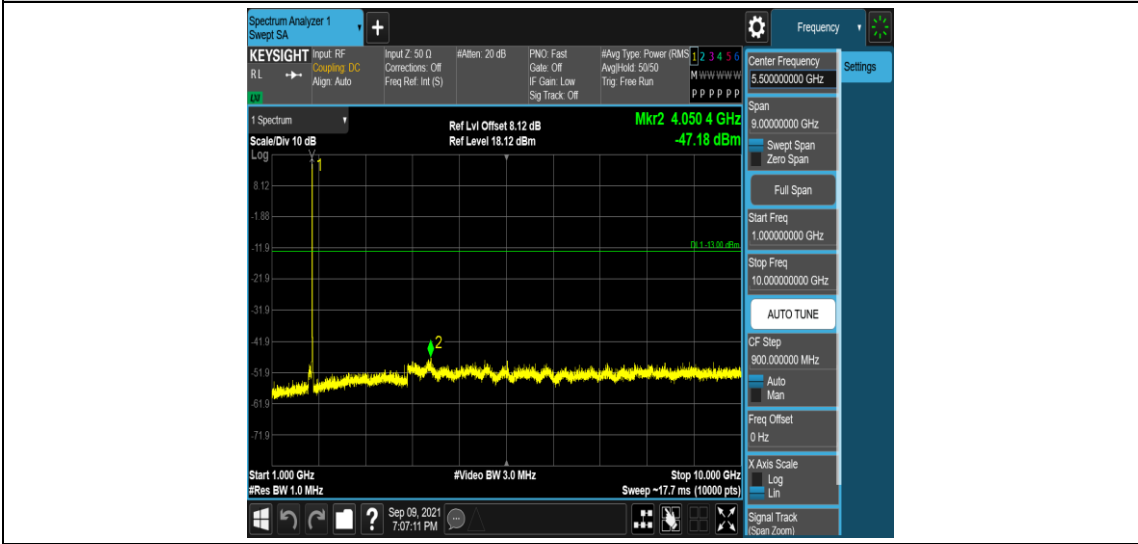 Spectrum Analyzer 1
Swept SA
+
Frequency
KEYSIGHT
RL
Input: RF
Coupling: DC
Align: Auto
Input Z: 50 Ω
Corrections: Off
Freq Ref: Int (S)
#Atten: 20 dB
PNO: Fast
Gate: Off
IF Gain: Low
Sig Track: Off
#Avg Type: Power (RMS
Avg|Hold: 50/50
Trig: Free Run
1 2 3 4 5 6
M W W W W W
P P P P P P
1 Spectrum
Scale/Div 10 dB
Log
Ref Lvl Offset 8.12 dB
Ref Level 18.12 dBm
Mkr2 4.050 4 GHz
-47.18 dBm
1
8.12
-1.88
-11.9
DL1 -13.00 dBm
-21.9
-31.9
-41.9
2
-51.9
-61.9
-71.9
Start 1.000 GHz
#Res BW 1.0 MHz
#Video BW 3.0 MHz
Stop 10.000 GHz
Sweep ~17.7 ms (10000 pts)
?
Sep 09, 2021
7:07:11 PM
Center Frequency
5.500000000 GHz
Settings
Span
9.00000000 GHz
Swept Span
Zero Span
Full Span
Start Freq
1.000000000 GHz
Stop Freq
10.000000000 GHz
AUTO TUNE
CF Step
900.000000 MHz
Auto
Man
Freq Offset
0 Hz
X Axis Scale
Log
Lin
Signal Track
(Span Zoom)